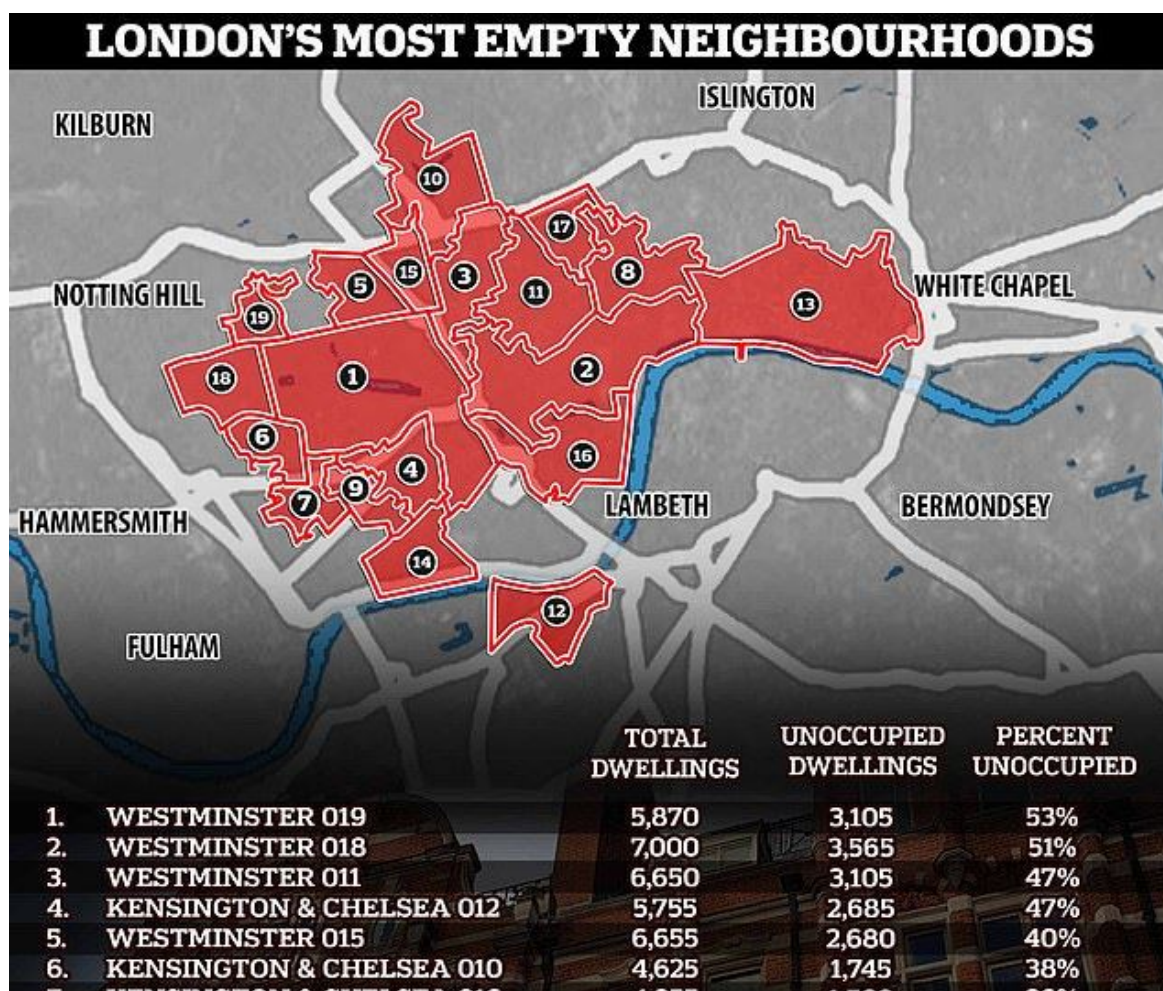 LONDON'S MOST EMPTY NEIGHBOURHOODS
ISLINGTON
KILBURN
10
17
15
3
8
5
11
NOTTING HILL
WHITE CHAPEL
19
13
1
2
18
6
4
16
9
7
LAMBETH
BERMONDSEY
HAMMERSMITH
14
12
FULHAM
TOTAL DWELLINGS
UNOCCUPIED DWELLINGS
PERCENT UNOCCUPIED
1. WESTMINSTER 019 5,870 3,105 53%
2. WESTMINSTER 018 7,000 3,565 51%
3. WESTMINSTER 011 6,650 3,105 47%
4. KENSINGTON & CHELSEA 012 5,755 2,685 47%
5. WESTMINSTER 015 6,655 2,680 40%
6. KENSINGTON & CHELSEA 010 4,625 1,745 38%